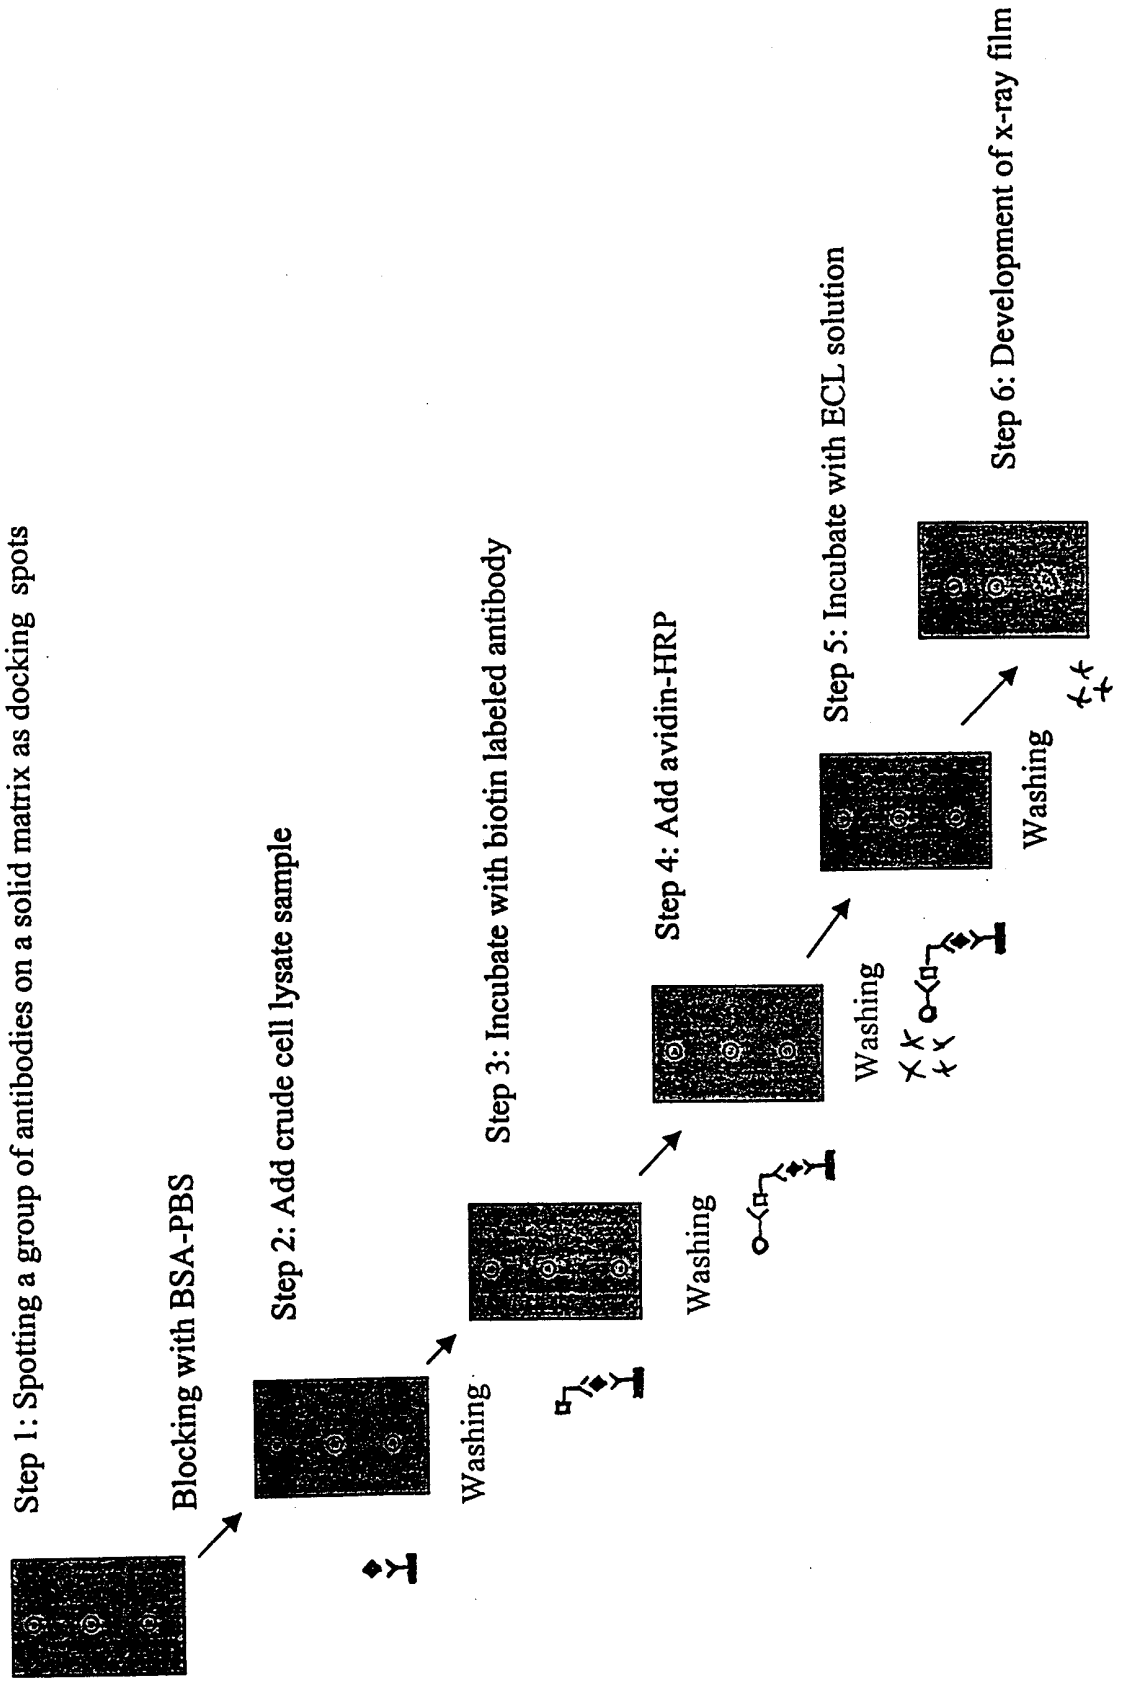 Step 1: Spotting a group of antibodies on a solid matrix as docking spots
Blocking with BSA-PBS
Step 2: Add crude cell lysate sample
Washing
Step 3: Incubate with biotin labeled antibody
Washing
Step 4: Add avidin-HRP
Washing
Step 5: Incubate with ECL solution
Washing
Step 6: Development of x-ray film